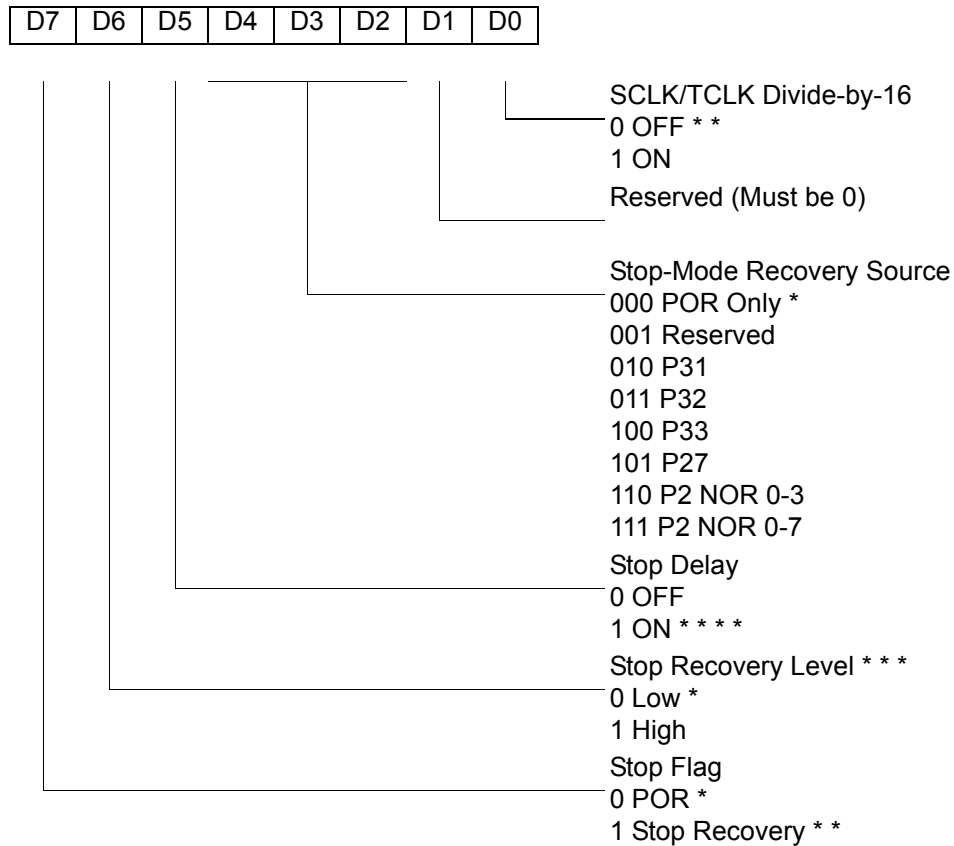 D7 D6 D5 D4 D3 D2 D1 D0
SCLK/TCLK Divide-by-16
0 OFF * *
1 ON
Reserved (Must be 0)
Stop-Mode Recovery Source
000 POR Only *
001 Reserved
010 P31
011 P32
100 P33
101 P27
110 P2 NOR 0-3
111 P2 NOR 0-7
Stop Delay
0 OFF
1 ON * * * *
Stop Recovery Level * * *
0 Low *
1 High
Stop Flag
0 POR *
1 Stop Recovery * *